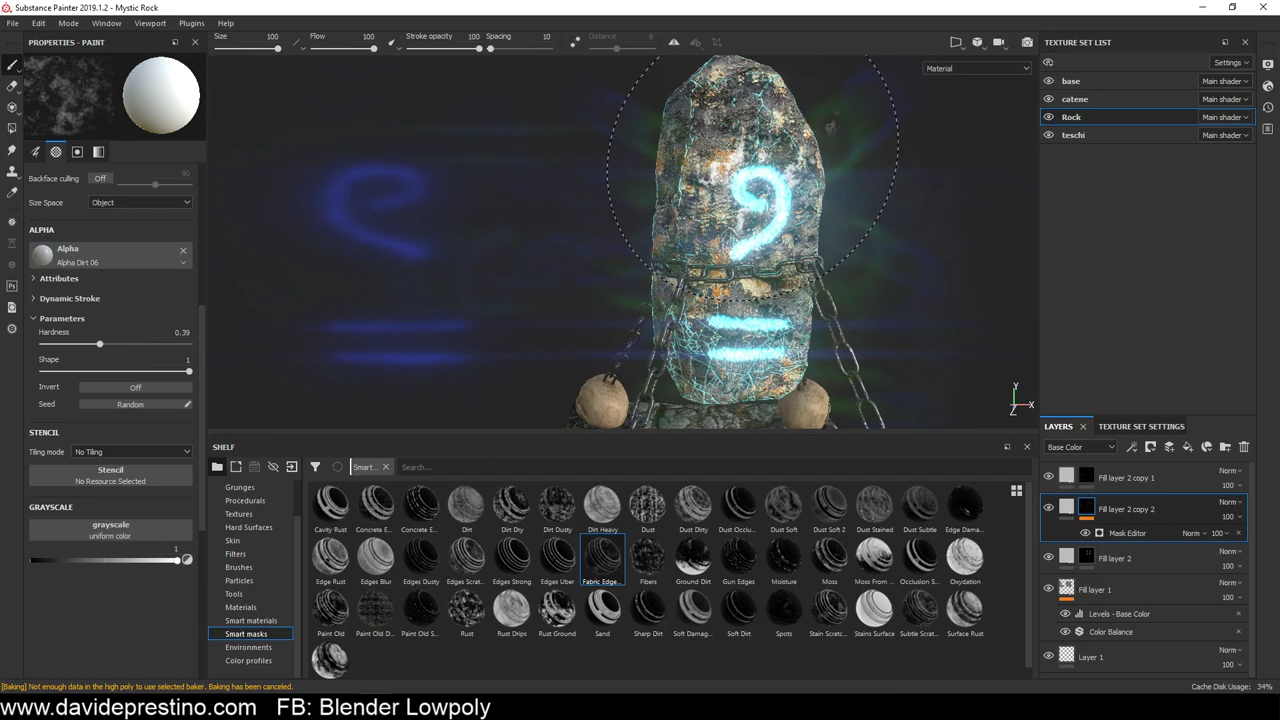 Substance Painter 2019.1.2 - Mystic Rock
File Edit Mode Viewport Plugins Help
PROPERTIES - PAINT
Size 100 Flow 100 Stroke opacity 100 Spacing 10 Distance 8
Material
Backface culling Off 90
Size Space Object
ALPHA
Alpha
Alpha Dirt 06
Attributes
Dynamic Stroke
Parameters
Hardness 0.39
Shape 1
Invert Off
Seed Random
STENCIL
Tiling mode No Tiling
Stencil
No Resource Selected
GRAYSCALE
grayscale
uniform color
1
Y
X
Z
SHELF
Smart...
Search...
Grunges
Procedurals
Textures
Hard Surfaces
Skin
Filters
Brushes
Particles
Tools
Materials
Smart materials
Smart masks
Environments
Color profiles
Cavity Rust Concrete E... Concrete E... Dirt Dirt Dry Dirt Dusty Dirt Heavy Dust Dust Dirty Dust Occlu... Dust Soft Dust Soft 2 Dust Stained Dust Subtle Edge Dama...
Edge Rust Edges Blur Edges Dusty Edges Scrat... Edges Strong Edges Uber Fabric Edge... Fibers Ground Dirt Gun Edges Moisture Moss Moss From ... Occlusion S... Oxydation
Paint Old Paint Old D... Paint Old S... Rust Rust Drips Rust Ground Sand Sharp Dirt Soft Damag... Soft Dirt Spots Stain Scratc... Stains Surface Subtle Scrat... Surface Rust
TEXTURE SET LIST
Settings
base Main shader
catene Main shader
Rock Main shader
teschi Main shader
LAYERS TEXTURE SET SETTINGS
Base Color
Fill layer 2 copy 1 Norm 100
Fill layer 2 copy 2 Norm 100
Mask Editor Norm 100
Fill layer 2 Norm 100
Fill layer 1 Norm 100
Levels - Base Color
Color Balance
Layer 1 Norm 100
[Baking] Not enough data in the high poly to use selected baker. Baking has been canceled.
Cache Disk Usage: 34%
www.davideprestino.com FB: Blender Lowpoly